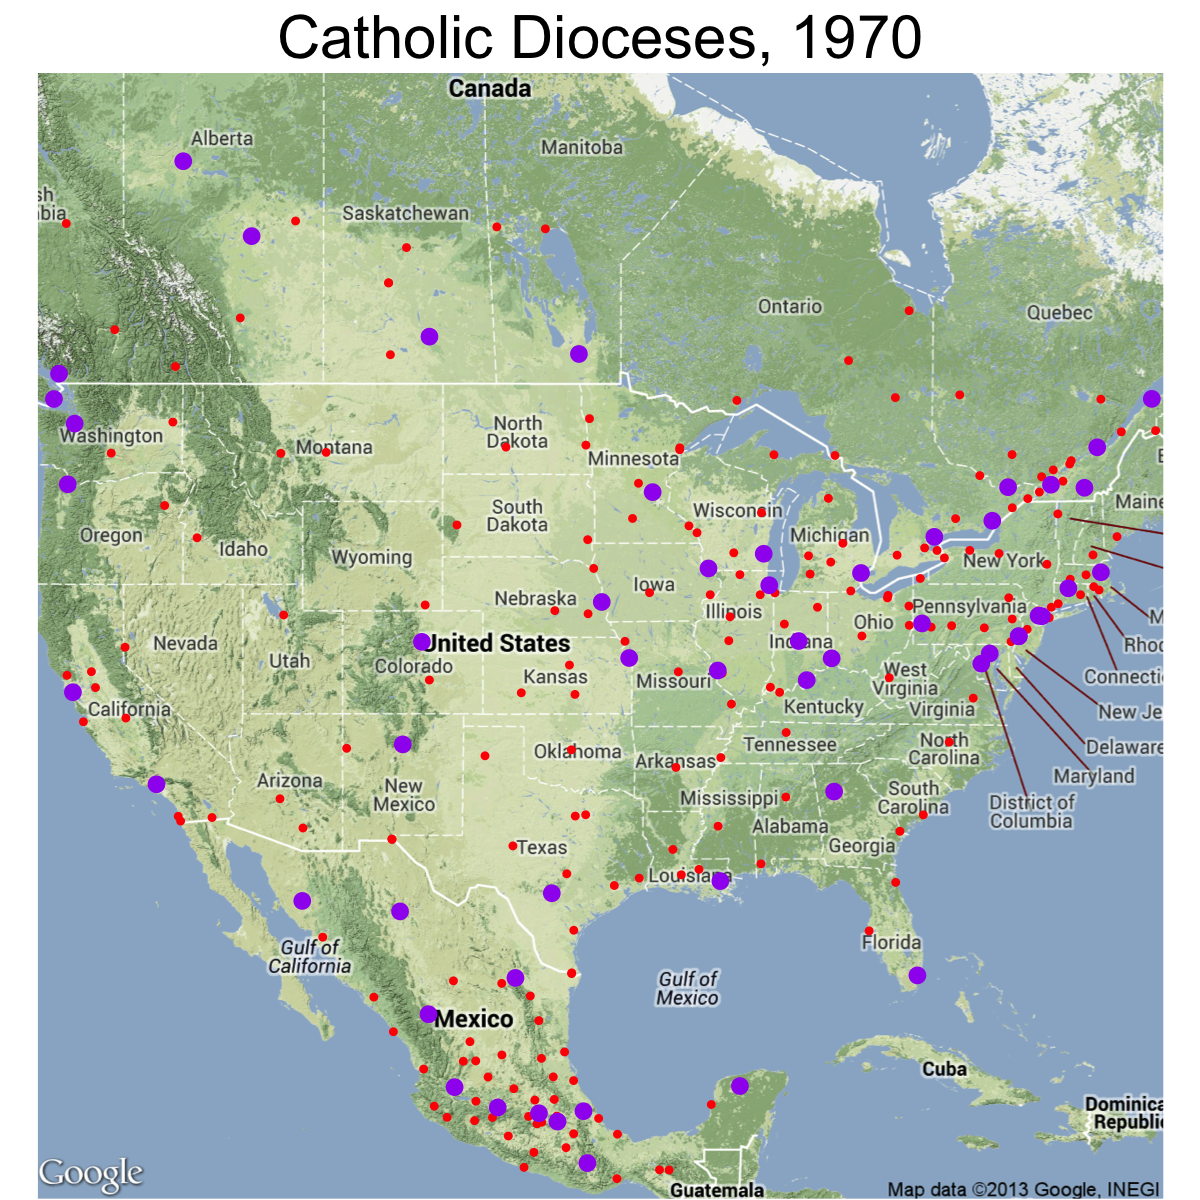 Catholic Dioceses, 1970
Canada
Alberta
Manitoba
sh
bia
Saskatchewan
Ontario
Quebec
Washington
Montana
North
Dakota
Minnesota
Maine
Oregon
Idaho
Wyoming
South
Dakota
Wisconsin
Michigan
New York
Nebraska
Iowa
Illinois
Indiana
Ohio
Pennsylvania
M
Rhod
Nevada
Utah
United States
Colorado
Kansas
Missouri
West
Virginia
Connecti
California
Kentucky
Virginia
New Je
Delaware
Maryland
District of
Columbia
Arizona
New
Mexico
Oklahoma
Arkansas
Tennessee
North
Carolina
Mississippi
Alabama
South
Carolina
Georgia
Texas
Louisiana
Florida
Gulf of
California
Gulf of
Mexico
Mexico
Cuba
Dominica
Republic
Guatemala
Google
Map data ©2013 Google, INEGI